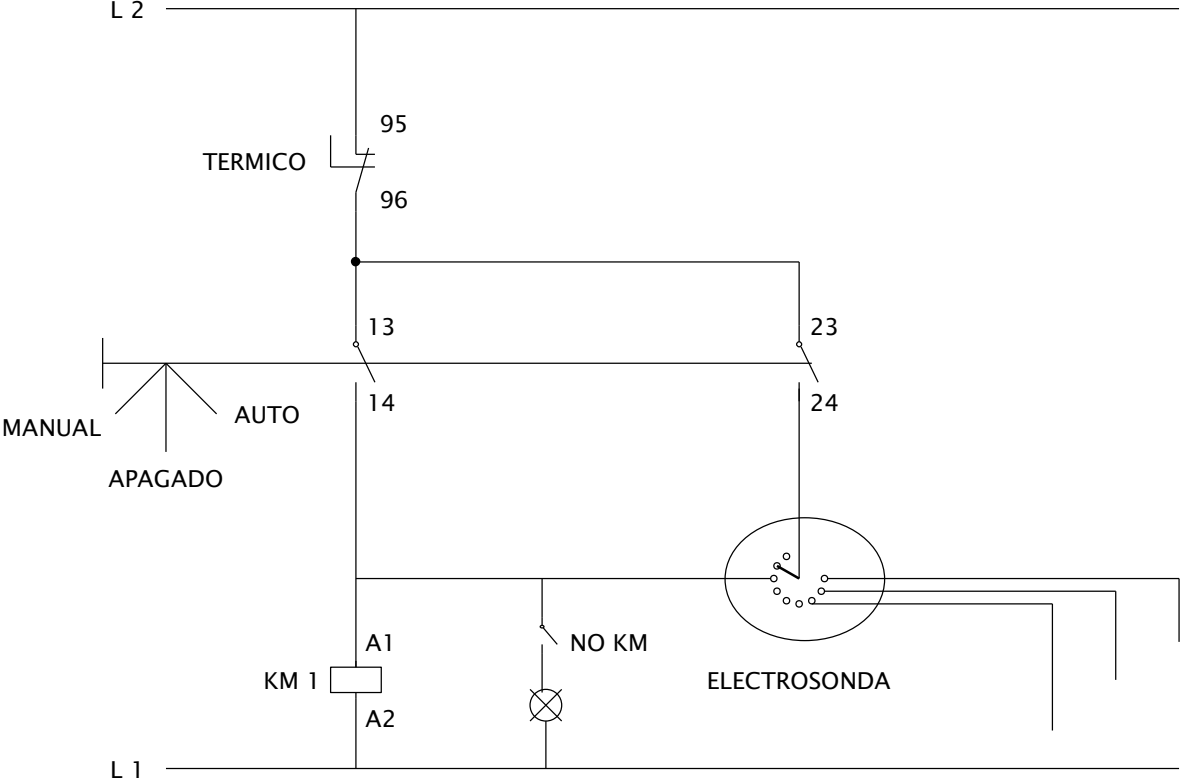 L 2
95
TERMICO
96
13
23
14
24
AUTO
MANUAL
APAGADO
A1
NO KM
KM 1
ELECTROSONDA
A2
L 1